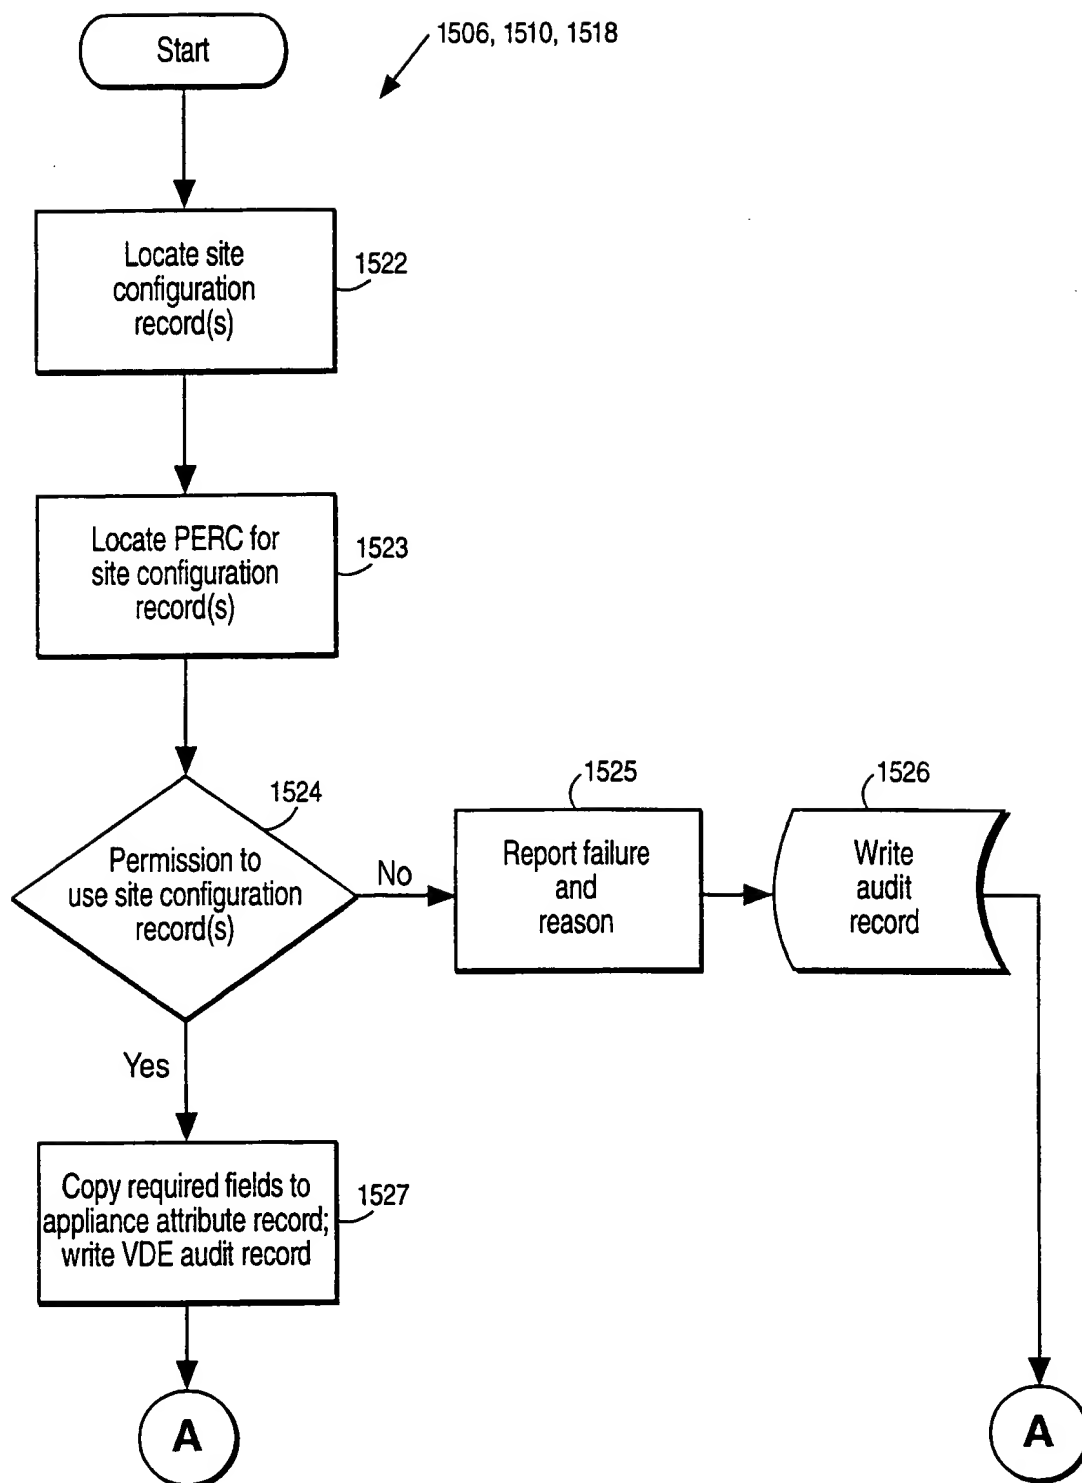 Start
1506, 1510, 1518
Locate site
configuration
record(s)
1522
Locate PERC for
site configuration
record(s)
1523
1524
Permission to
use site configuration
record(s)
No
1525
Report failure
and
reason
1526
Write
audit
record
Yes
Copy required fields to
appliance attribute record;
write VDE audit record
1527
A
A